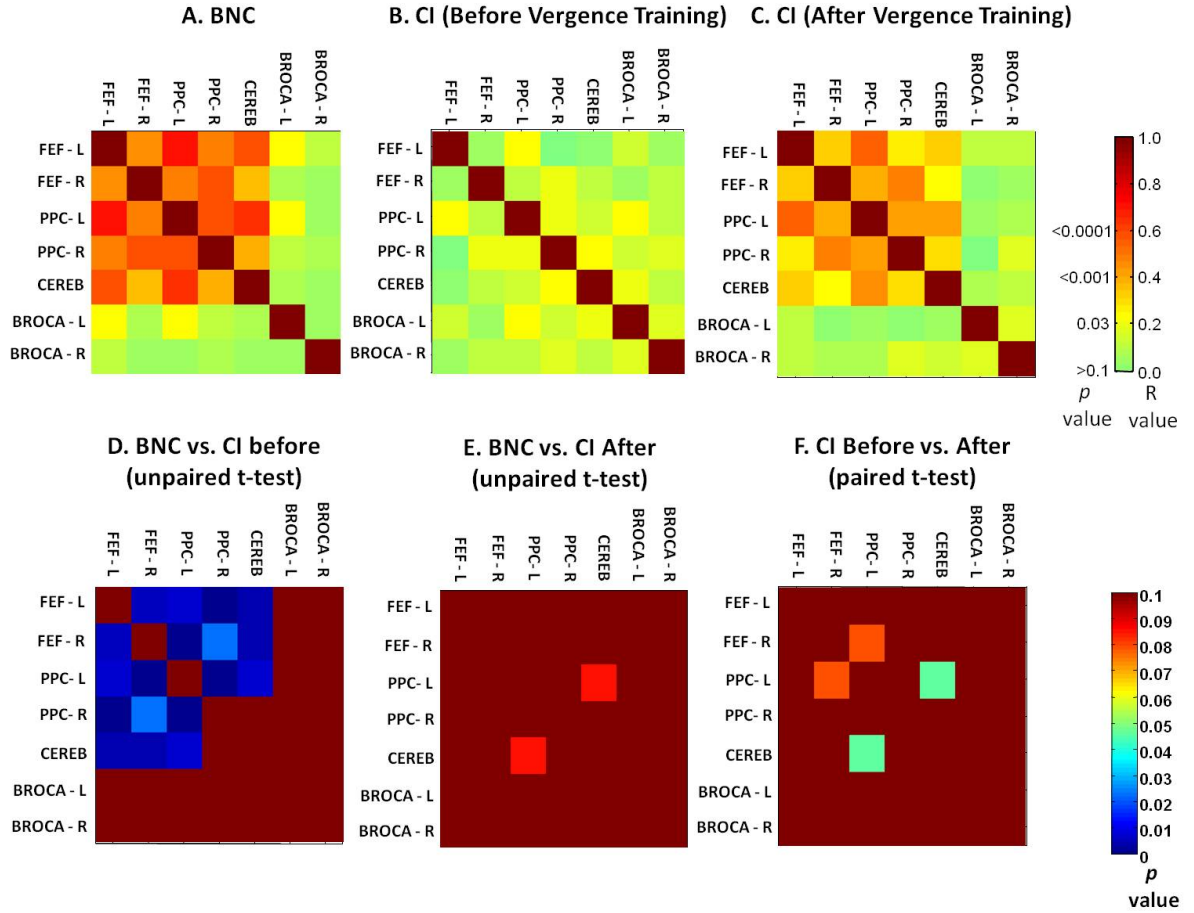 A. BNC
B. CI (Before Vergence Training)
C. CI (After Vergence Training)
FEF - L
FEF - R
PPC- L
PPC- R
CEREB
BROCA - L
BROCA - R
FEF - L
FEF - R
PPC- L
PPC- R
CEREB
BROCA - L
BROCA - R
FEF - L
FEF - R
PPC- L
PPC- R
CEREB
BROCA - L
BROCA - R
FEF - L
FEF - R
PPC- L
PPC- R
CEREB
BROCA - L
BROCA - R
FEF - L
FEF - R
PPC- L
PPC- R
CEREB
BROCA - L
BROCA - R
FEF - L
FEF - R
PPC- L
PPC- R
CEREB
BROCA - L
BROCA - R
<0.0001
<0.001
0.03
>0.1
p
value
1.0
0.8
0.6
0.4
0.2
0.0
R
value
D. BNC vs. CI before
(unpaired t-test)
E. BNC vs. CI After
(unpaired t-test)
F. CI Before vs. After
(paired t-test)
FEF - L
FEF - R
PPC- L
PPC- R
CEREB
BROCA - L
BROCA - R
FEF - L
FEF - R
PPC- L
PPC- R
CEREB
BROCA - L
BROCA - R
FEF - L
FEF - R
PPC- L
PPC- R
CEREB
BROCA - L
BROCA - R
FEF - L
FEF - R
PPC- L
PPC- R
CEREB
BROCA - L
BROCA - R
FEF - L
FEF - R
PPC- L
PPC- R
CEREB
BROCA - L
BROCA - R
FEF - L
FEF - R
PPC- L
PPC- R
CEREB
BROCA - L
BROCA - R
0.1
0.09
0.08
0.07
0.06
0.05
0.04
0.03
0.02
0.01
0
p
value